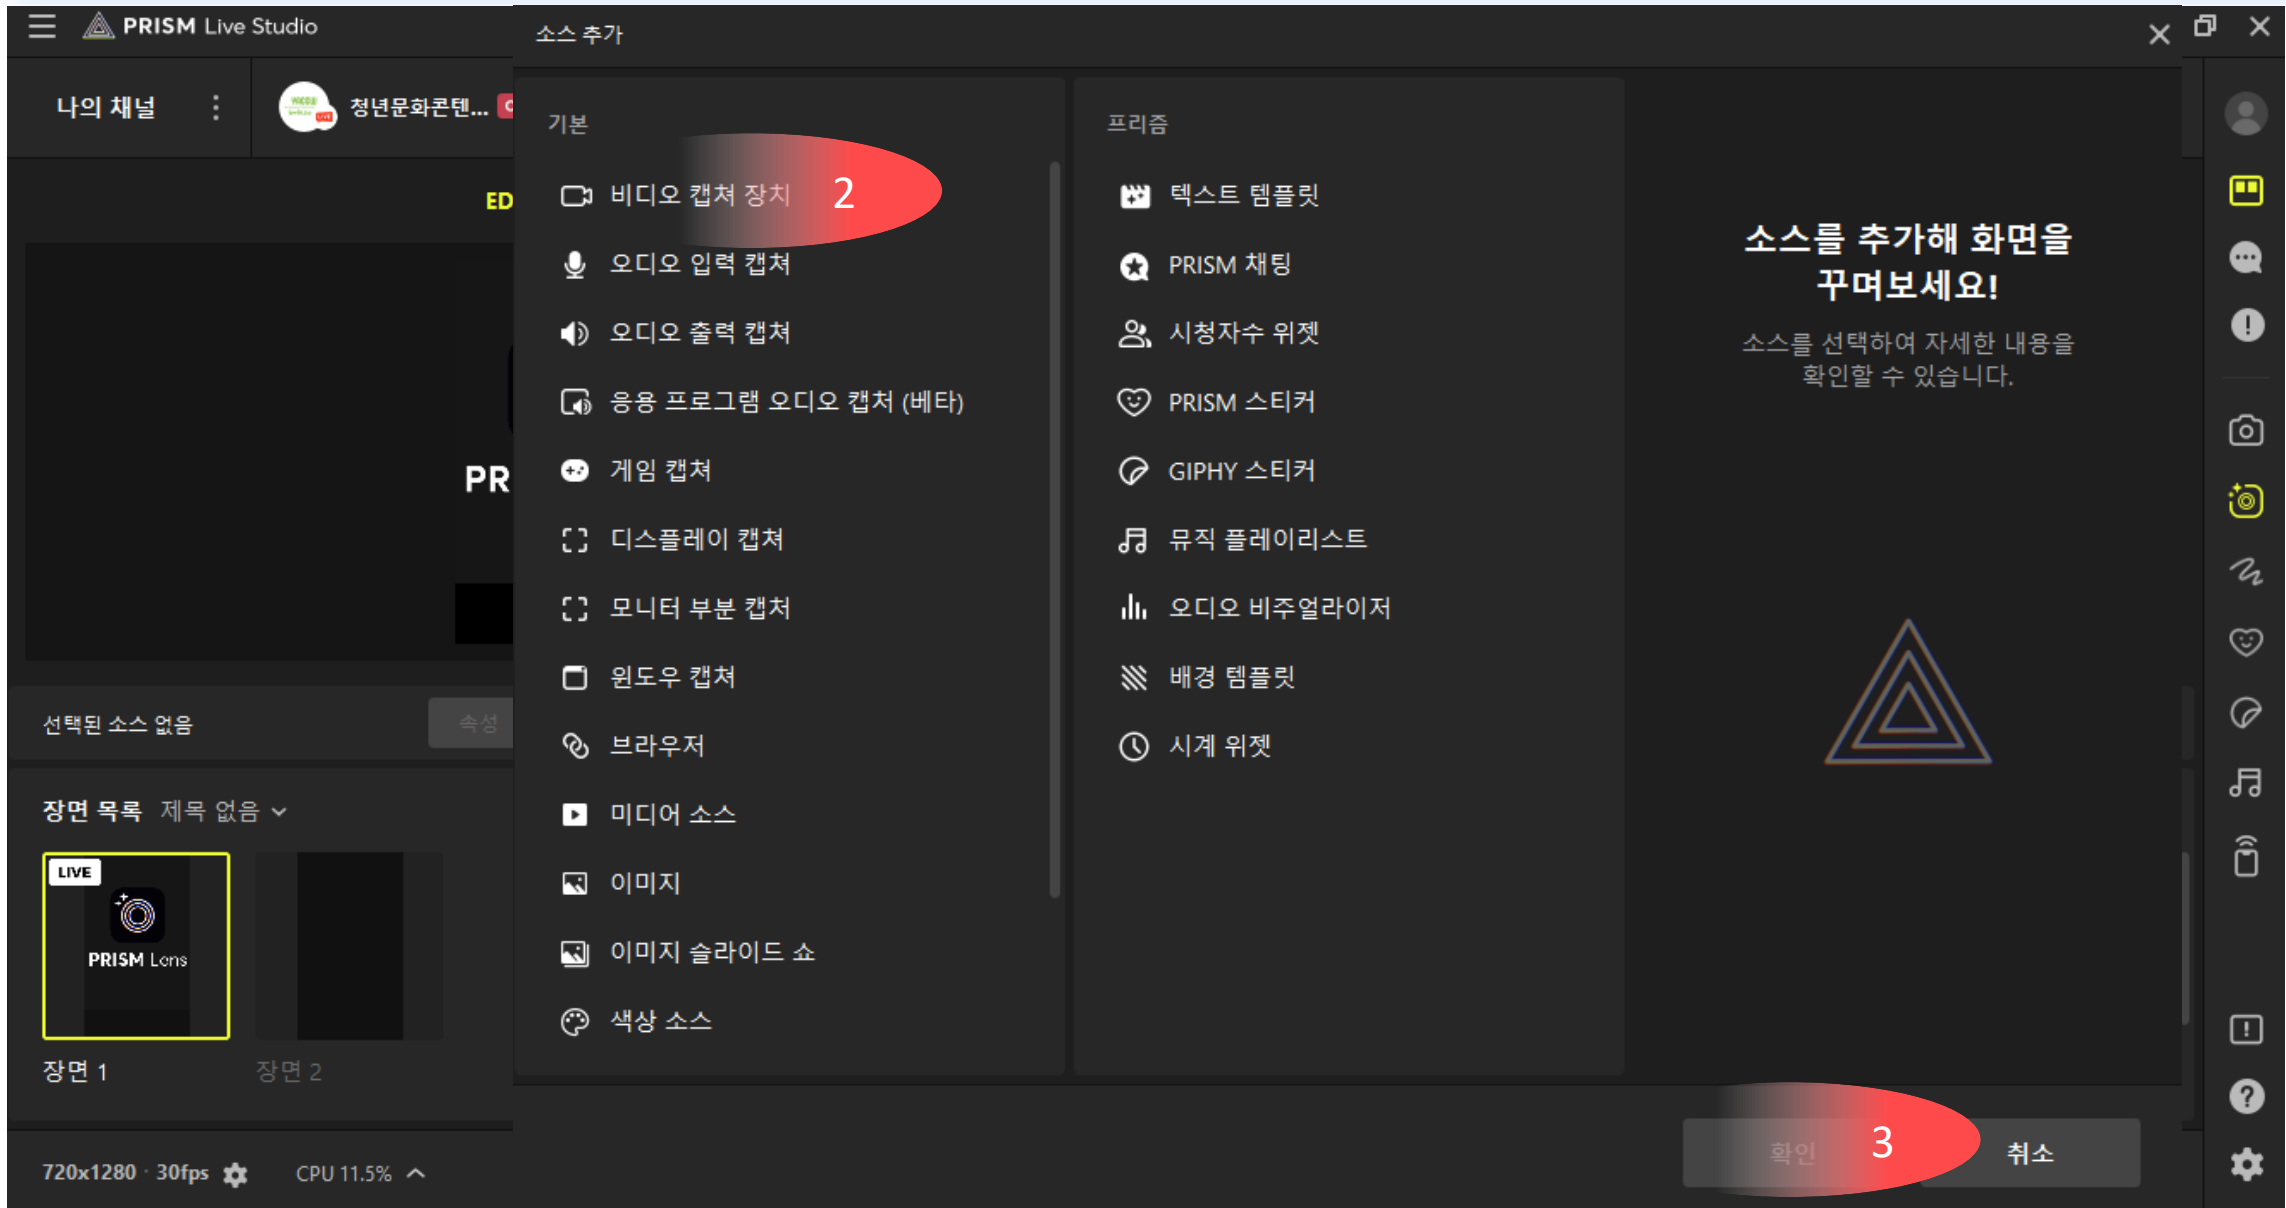 PRISM Live Studio
소스 추가
나의 채널
청년문화콘텐...
ED
기본
비디오 캡쳐 장치
2
오디오 입력 캡쳐
오디오 출력 캡쳐
응용 프로그램 오디오 캡처 (베타)
게임 캡쳐
디스플레이 캡쳐
모니터 부분 캡처
윈도우 캡쳐
브라우저
미디어 소스
이미지
이미지 슬라이드 쇼
색상 소스
프리즘
텍스트 템플릿
PRISM 채팅
시청자수 위젯
PRISM 스티커
GIPHY 스티커
뮤직 플레이리스트
오디오 비주얼라이저
배경 템플릿
시계 위젯
소스를 추가해 화면을
꾸며보세요!
소스를 선택하여 자세한 내용을
확인할 수 있습니다.
PR
선택된 소스 없음
속성
장면 목록 제목 없음
LIVE
PRISM Lens
장면 1
장면 2
720x1280 · 30fps
CPU 11.5%
확인
3
취소